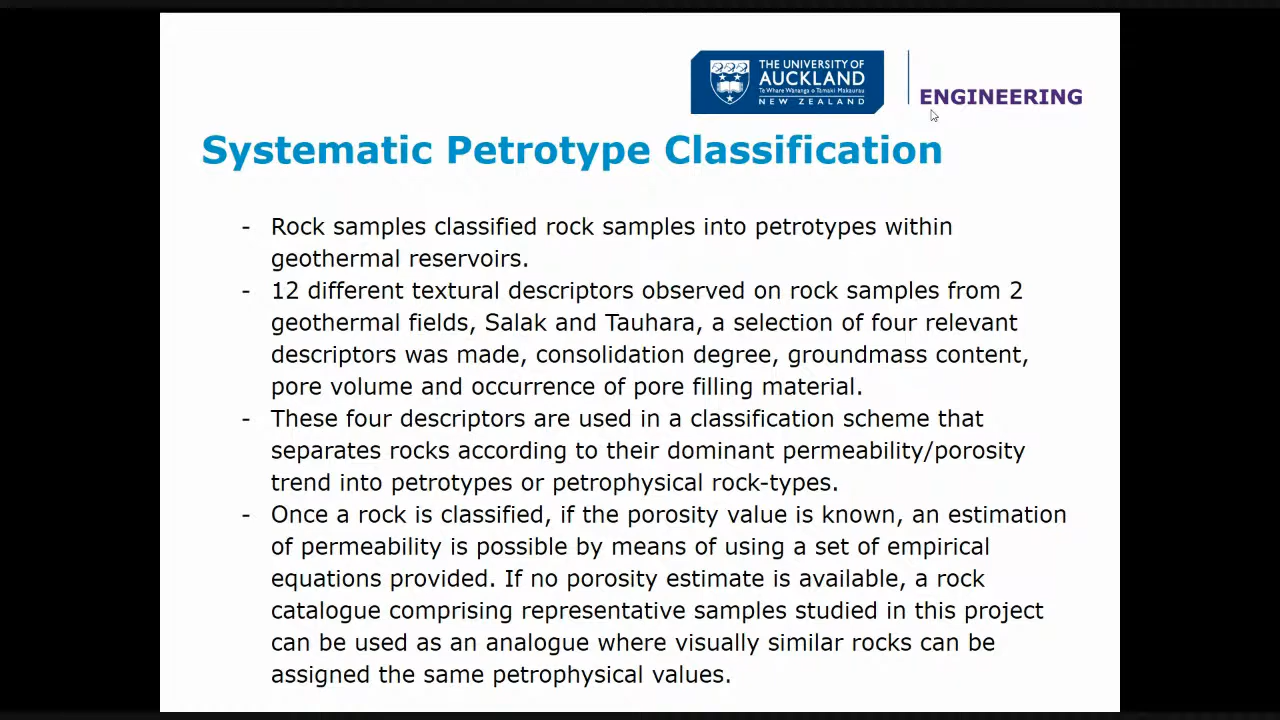 THE UNIVERSITY OF
AUCKLAND
Te Whare Wānanga o Tāmaki Makaurau
NEW ZEALAND
ENGINEERING
Systematic Petrotype Classification
- Rock samples classified rock samples into petrotypes within
geothermal reservoirs.
- 12 different textural descriptors observed on rock samples from 2
geothermal fields, Salak and Tauhara, a selection of four relevant
descriptors was made, consolidation degree, groundmass content,
pore volume and occurrence of pore filling material.
- These four descriptors are used in a classification scheme that
separates rocks according to their dominant permeability/porosity
trend into petrotypes or petrophysical rock-types.
- Once a rock is classified, if the porosity value is known, an estimation
of permeability is possible by means of using a set of empirical
equations provided. If no porosity estimate is available, a rock
catalogue comprising representative samples studied in this project
can be used as an analogue where visually similar rocks can be
assigned the same petrophysical values.